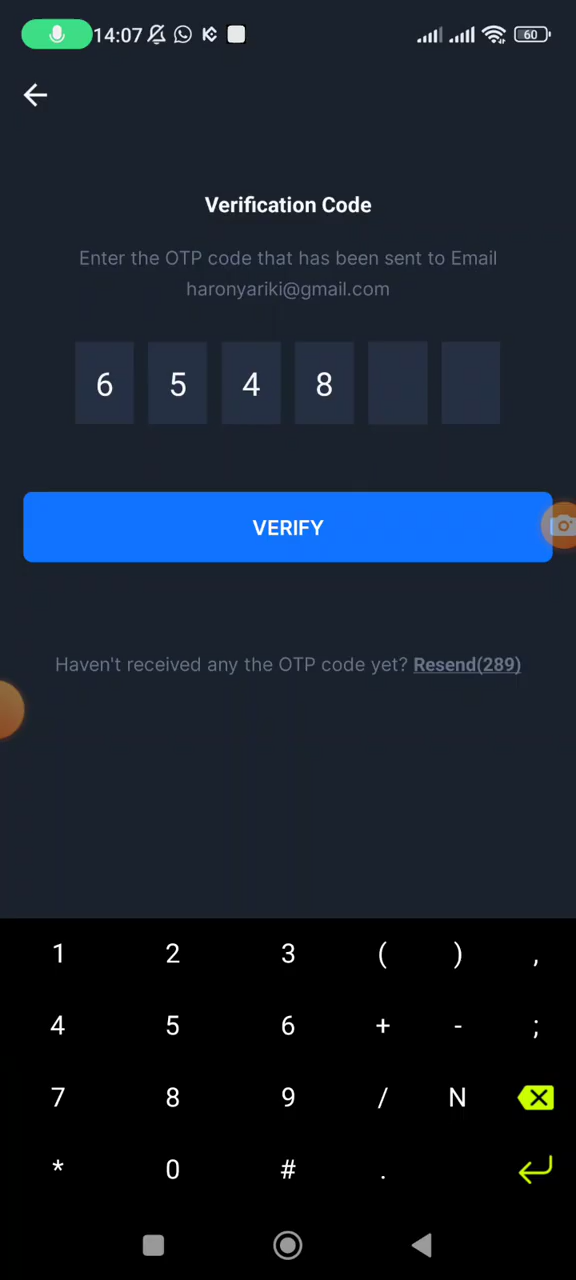 14:07 60
Verification Code
Enter the OTP code that has been sent to Email
haronyariki@gmail.com
6 5 4 8
VERIFY
Haven't received any the OTP code yet? Resend(289)
1 2 3 ( ) ,
4 5 6 + - ;
7 8 9 / N
* 0 # .